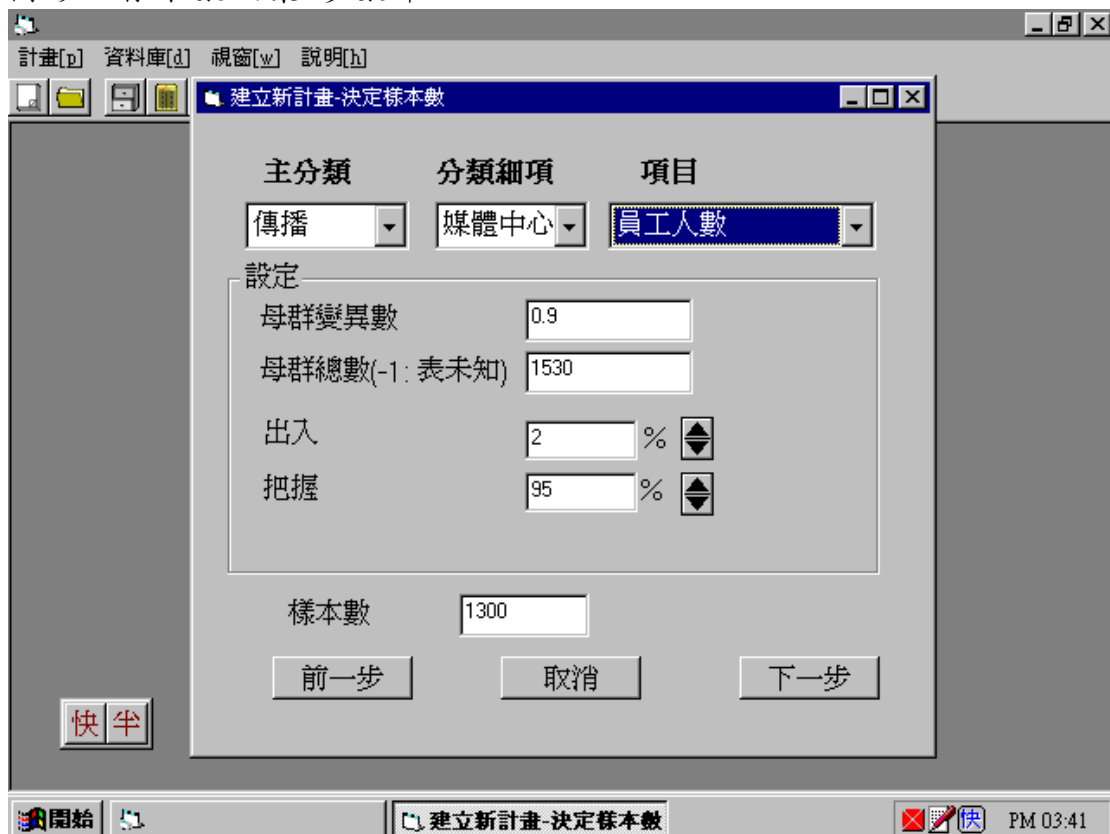 計畫[p] 資料庫[d] 視窗[w] 說明[h]
建立新計畫-決定樣本數
主分類 分類細項 項目
傳播 媒體中心 員工人數
設定
母群變異數 0.9
母群總數(-1: 表未知) 1530
出入 2 %
把握 95 %
樣本數 1300
前一步 取消 下一步
快 半
開始 建立新計畫-決定樣本數 快 PM 03:41